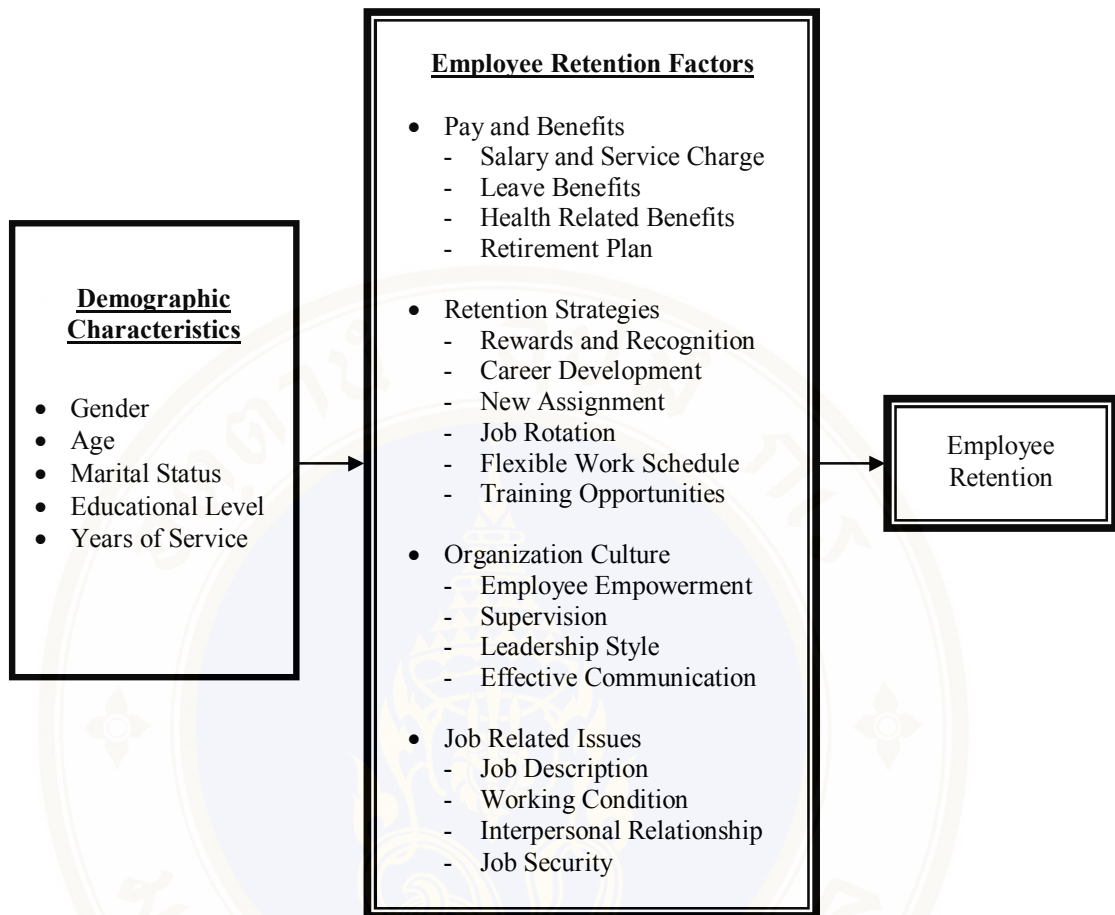 Demographic
Characteristics
• Gender
• Age
• Marital Status
• Educational Level
• Years of Service
Employee Retention Factors
• Pay and Benefits
- Salary and Service Charge
- Leave Benefits
- Health Related Benefits
- Retirement Plan
• Retention Strategies
- Rewards and Recognition
- Career Development
- New Assignment
- Job Rotation
- Flexible Work Schedule
- Training Opportunities
• Organization Culture
- Employee Empowerment
- Supervision
- Leadership Style
- Effective Communication
• Job Related Issues
- Job Description
- Working Condition
- Interpersonal Relationship
- Job Security
Employee
Retention